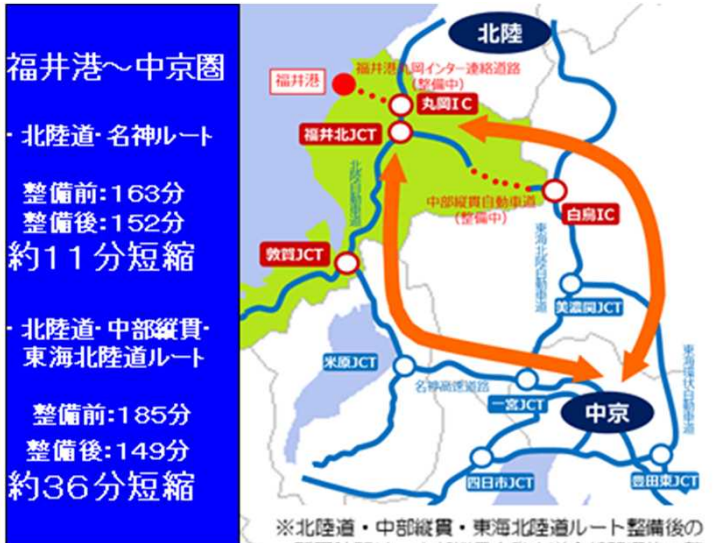 福井港～中京圏
・北陸道・名神ルート
整備前：163分
整備後：152分
約11分短縮
・北陸道・中部縦貫・
東海北陸道ルート
整備前：185分
整備後：149分
約36分短縮
北陸
福井港丸岡インター連絡道路
(整備中)
福井港
丸岡IC
福井北JCT
北陸自動車道
中部縦貫自動車道
(整備中)
白鳥IC
敦賀JCT
東海北陸自動車道
美濃関JCT
米原JCT
名神高速道路
東海環状自動車道
一宮JCT
中京
四日市JCT
豊田東JCT
※北陸道・中部縦貫・東海北陸道ルート整備後の